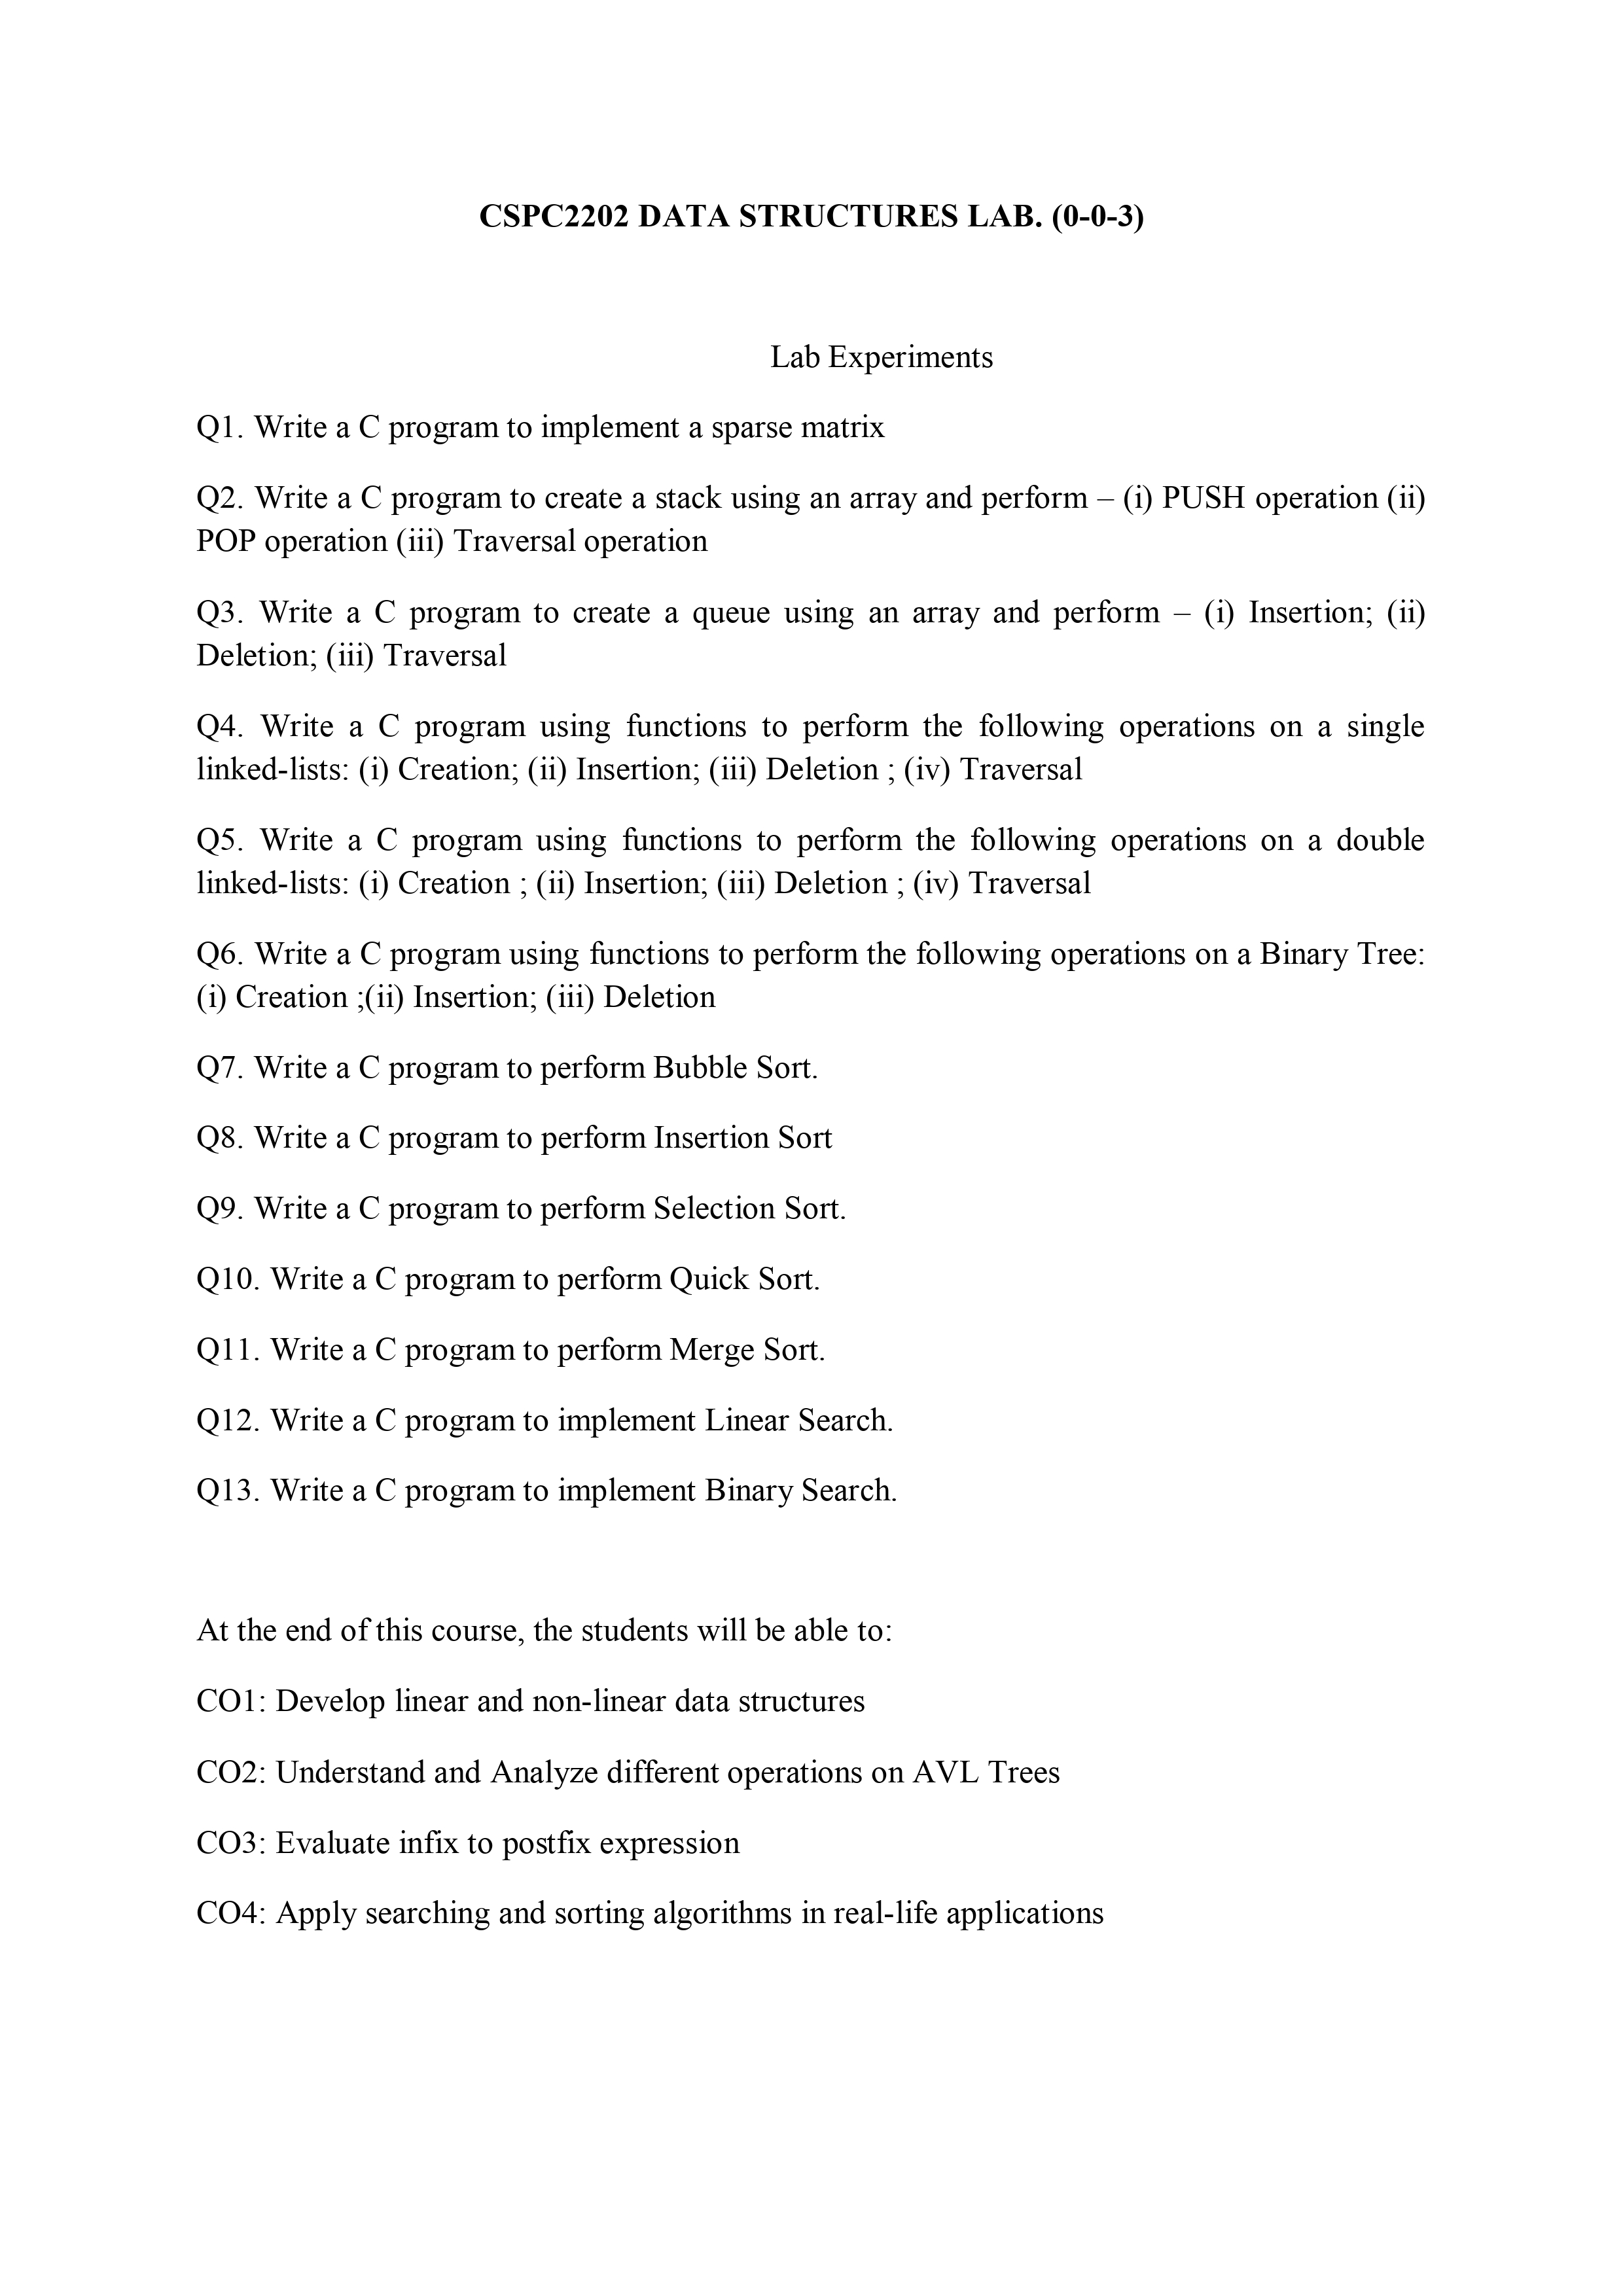 CSPC2202 DATA STRUCTURES LAB. (0-0-3)
Lab Experiments
Q1. Write a C program to implement a sparse matrix
Q2. Write a C program to create a stack using an array and perform – (i) PUSH operation (ii)
POP operation (iii) Traversal operation
Q3. Write a C program to create a queue using an array and perform – (i) Insertion; (ii)
Deletion; (iii) Traversal
Q4. Write a C program using functions to perform the following operations on a single
linked-lists: (i) Creation; (ii) Insertion; (iii) Deletion ; (iv) Traversal
Q5. Write a C program using functions to perform the following operations on a double
linked-lists: (i) Creation ; (ii) Insertion; (iii) Deletion ; (iv) Traversal
Q6. Write a C program using functions to perform the following operations on a Binary Tree:
(i) Creation ;(ii) Insertion; (iii) Deletion
Q7. Write a C program to perform Bubble Sort.
Q8. Write a C program to perform Insertion Sort
Q9. Write a C program to perform Selection Sort.
Q10. Write a C program to perform Quick Sort.
Q11. Write a C program to perform Merge Sort.
Q12. Write a C program to implement Linear Search.
Q13. Write a C program to implement Binary Search.
At the end of this course, the students will be able to:
CO1: Develop linear and non-linear data structures
CO2: Understand and Analyze different operations on AVL Trees
CO3: Evaluate infix to postfix expression
CO4: Apply searching and sorting algorithms in real-life applications